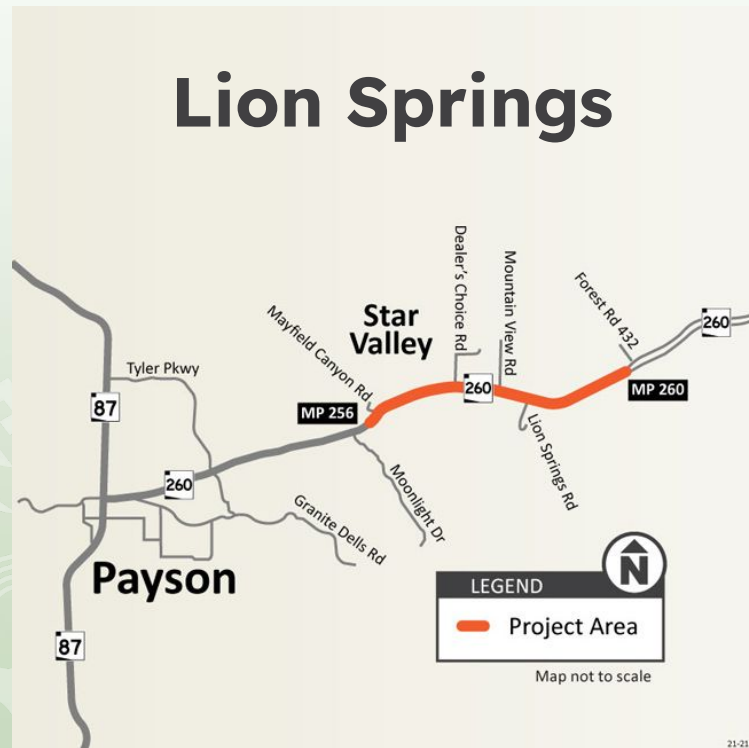 Lion Springs
Dealer's Choice Rd
Mountain View Rd
Forest Rd 432
Mayfield Canyon Rd
Star
Valley
260
Tyler Pkwy
87
MP 256
260
MP 260
Lion Springs Rd
260
Moonlight Dr
Granite Dells Rd
Payson
87
N
LEGEND
Project Area
Map not to scale
21-21